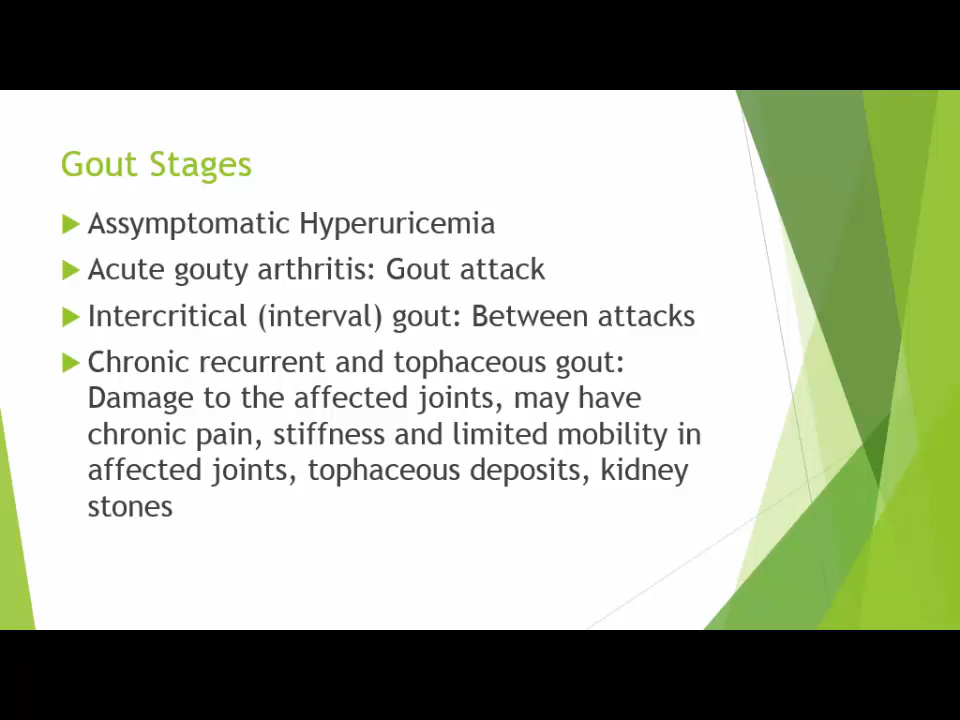 Gout Stages
Assymptomatic Hyperuricemia
Acute gouty arthritis: Gout attack
Intercritical (interval) gout: Between attacks
Chronic recurrent and tophaceous gout:
Damage to the affected joints, may have
chronic pain, stiffness and limited mobility in
affected joints, tophaceous deposits, kidney
stones